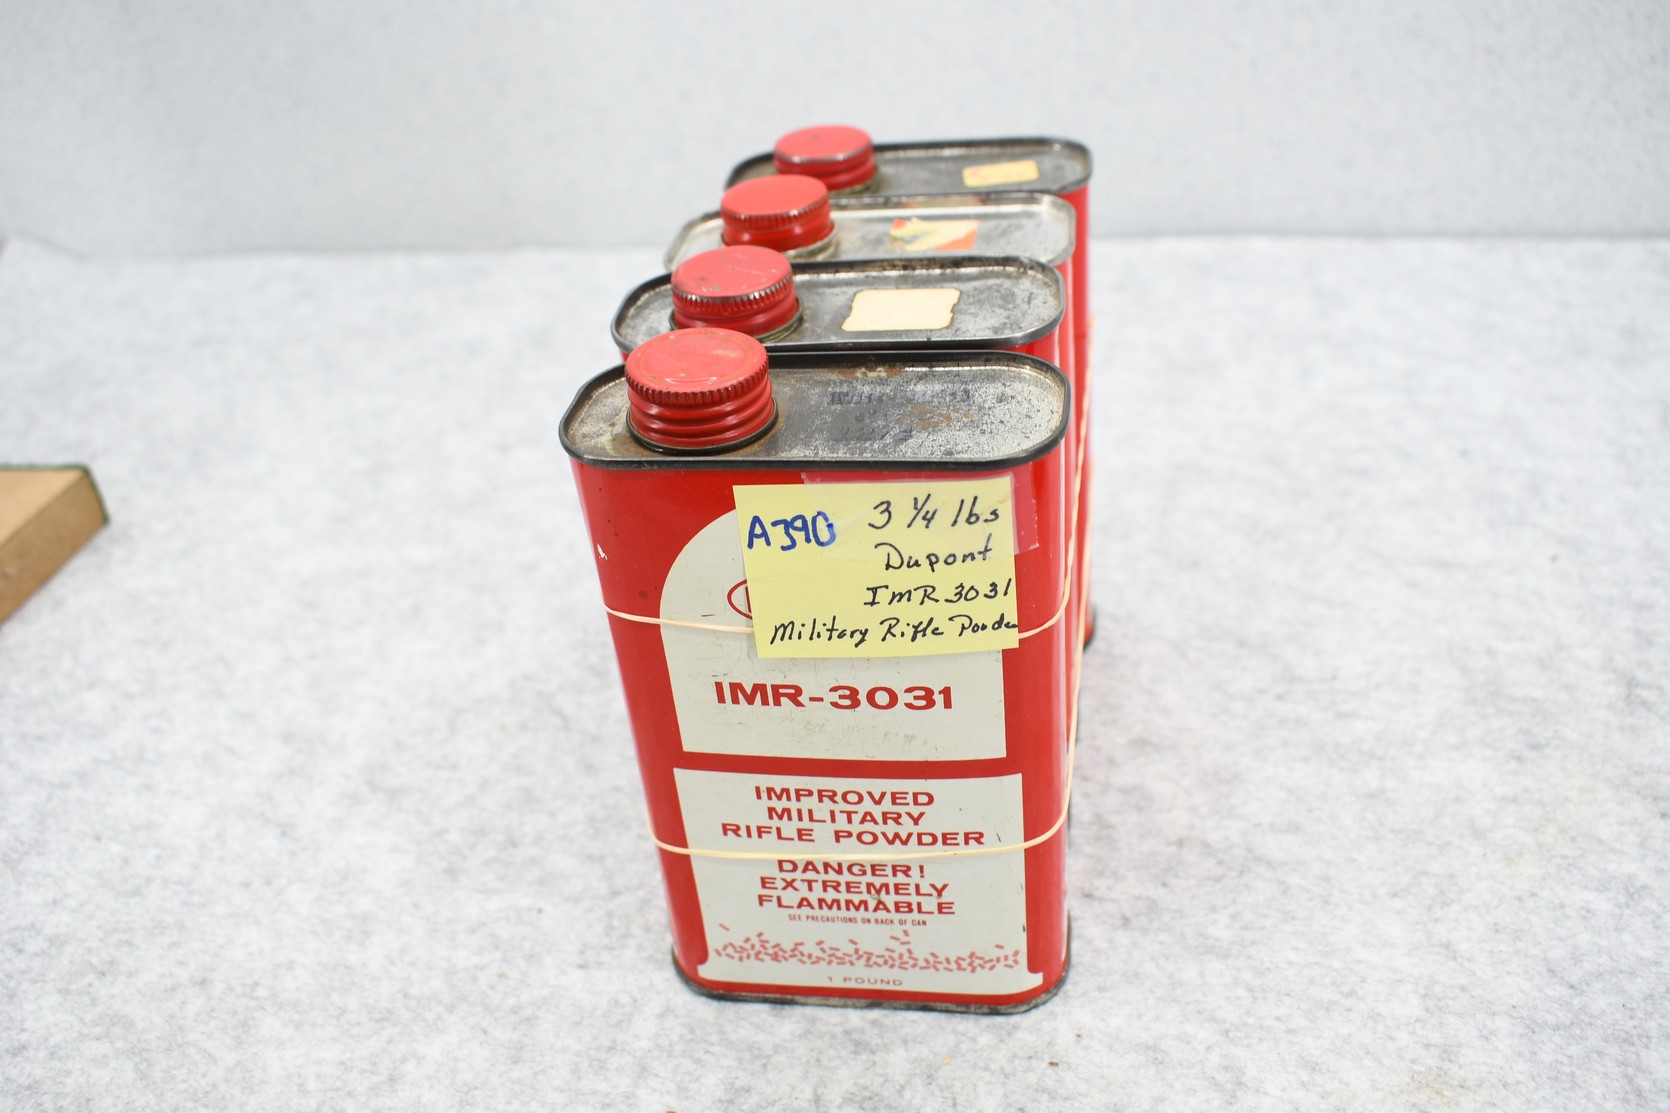 A390
3 1/4 lbs
Dupont
ImR 3031
Military Rifle Powde
IMR-3031
IMPROVED
MILITARY
RIFLE POWDER
DANGER!
EXTREMELY
FLAMMABLE
SEE PRECAUTIONS ON BACK OF CAN
1 POUND